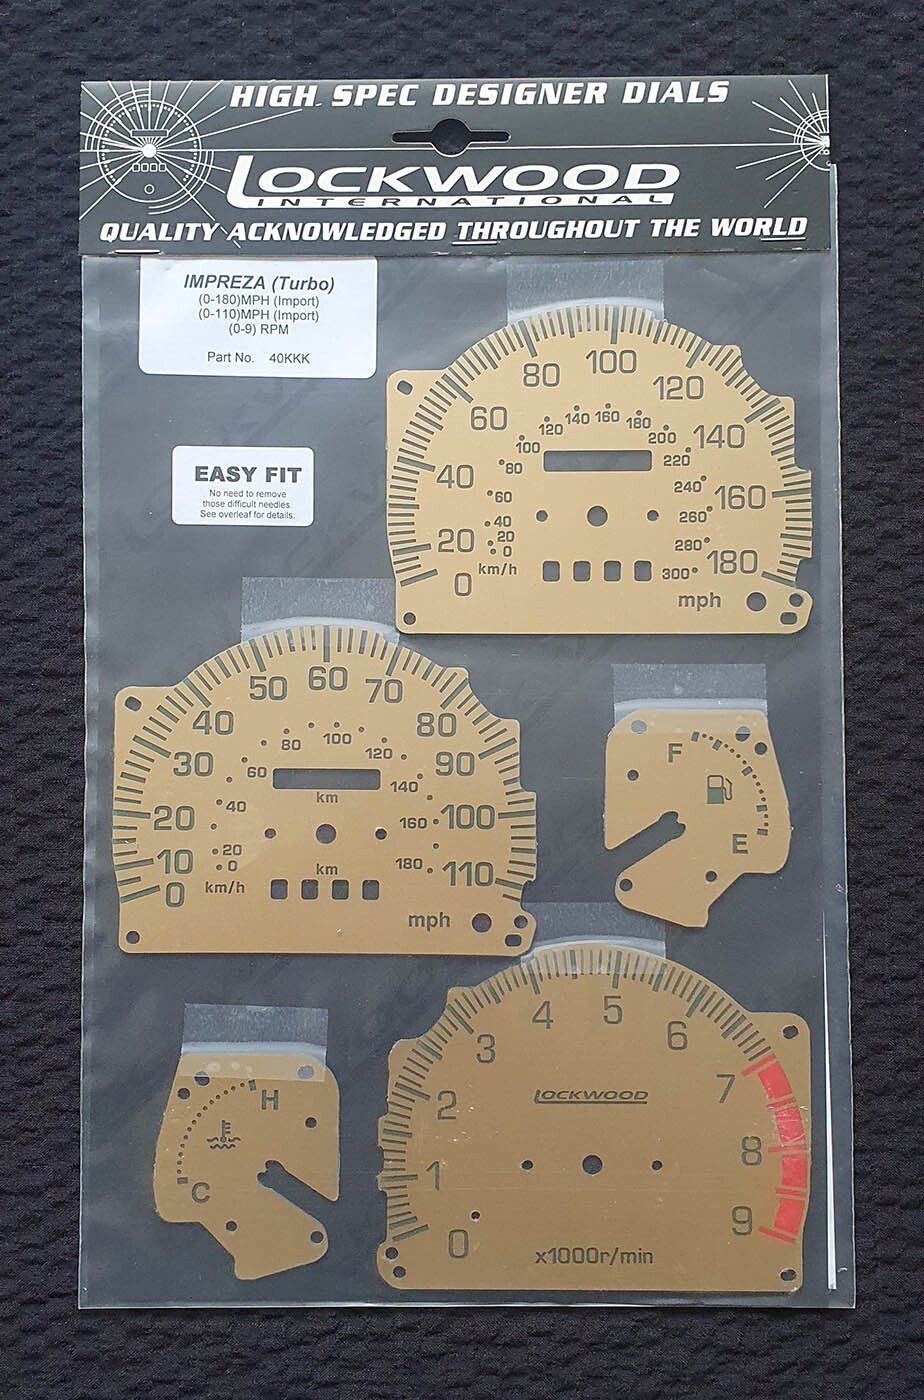 HIGH SPEC DESIGNER DIALS
LOCKWOOD
INTERNATIONAL
QUALITY ACKNOWLEDGED THROUGHOUT THE WORLD
IMPREZA (Turbo)
(0-180)MPH (Import)
(0-110)MPH (Import)
(0-9) RPM
Part No. 40KKK
EASY FIT
No need to remove
those difficult needles.
See overleaf for details.
0 20 40 60 80 100 120 140 160 180
0 20 40 60 80 100 120 140 160 180 200 220 240 260 280 300
km/h
mph
0 10 20 30 40 50 60 70 80 90 100 110
0 20 40 60 80 100 120 140 160 180
km
km
km/h
mph
F
E
H
C
0 1 2 3 4 5 6 7 8 9
LOCKWOOD
x1000r/min